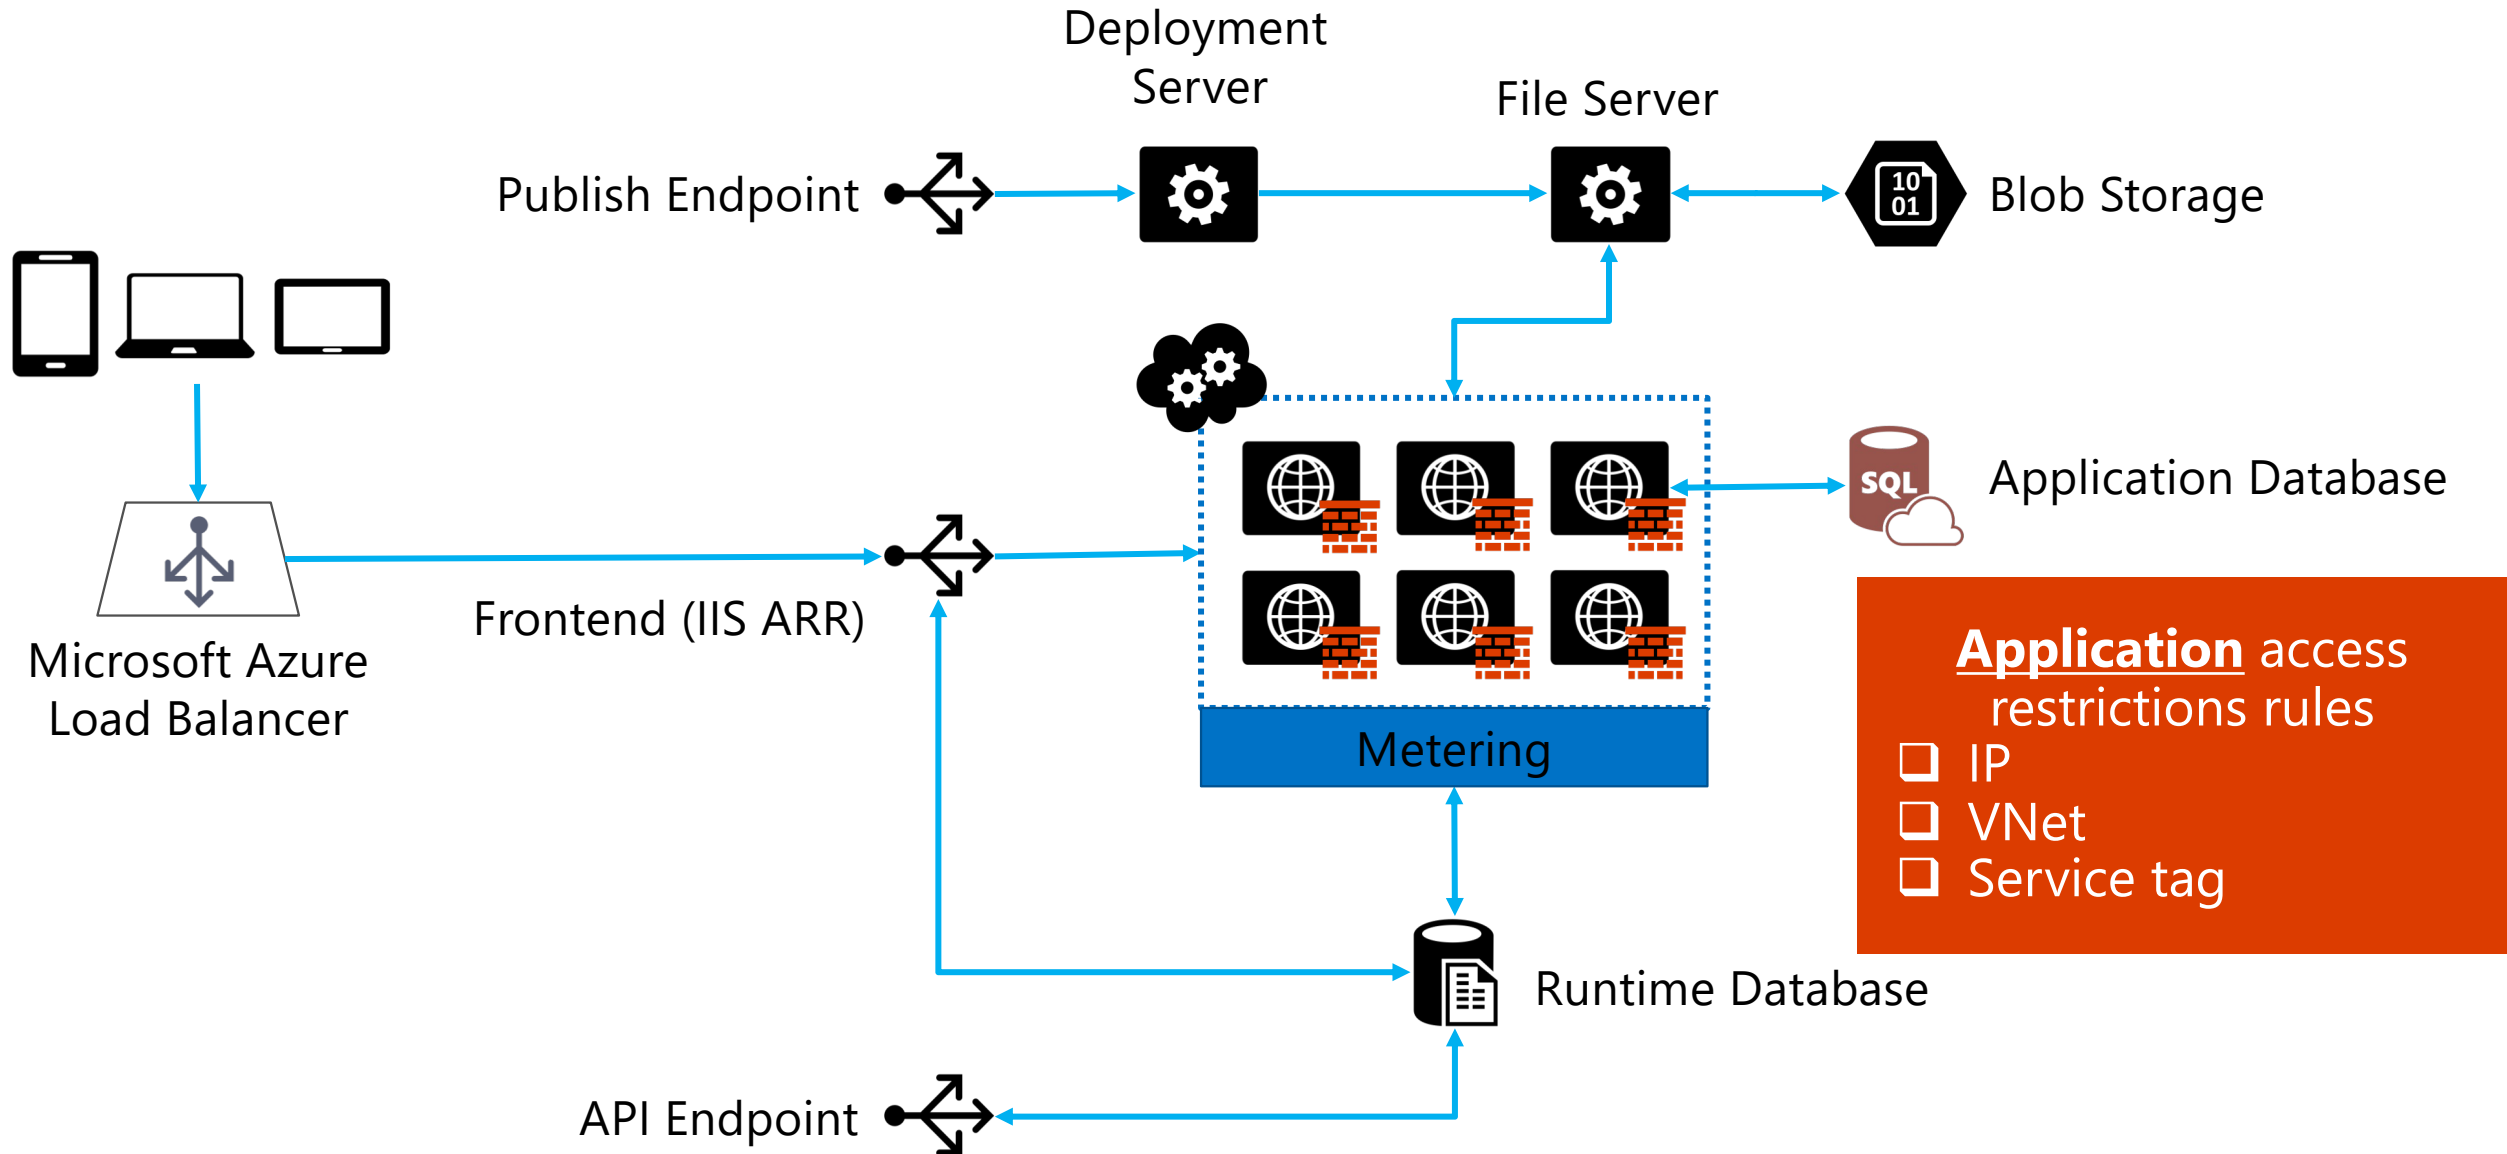 Deployment
Server
File Server
Publish Endpoint
10
01
Blob Storage
SQL
Application Database
Frontend (IIS ARR)
Microsoft Azure
Load Balancer
Application access
restrictions rules
IP
VNet
Service tag
Metering
Runtime Database
API Endpoint